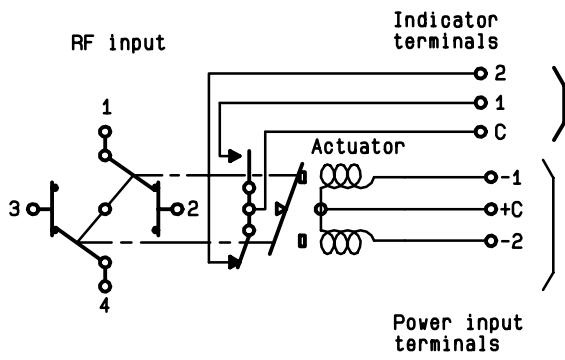 Indicator
terminals
RF input
2
1
C
1
Actuator
3
2
-1
+C
-2
4
Power input
terminals